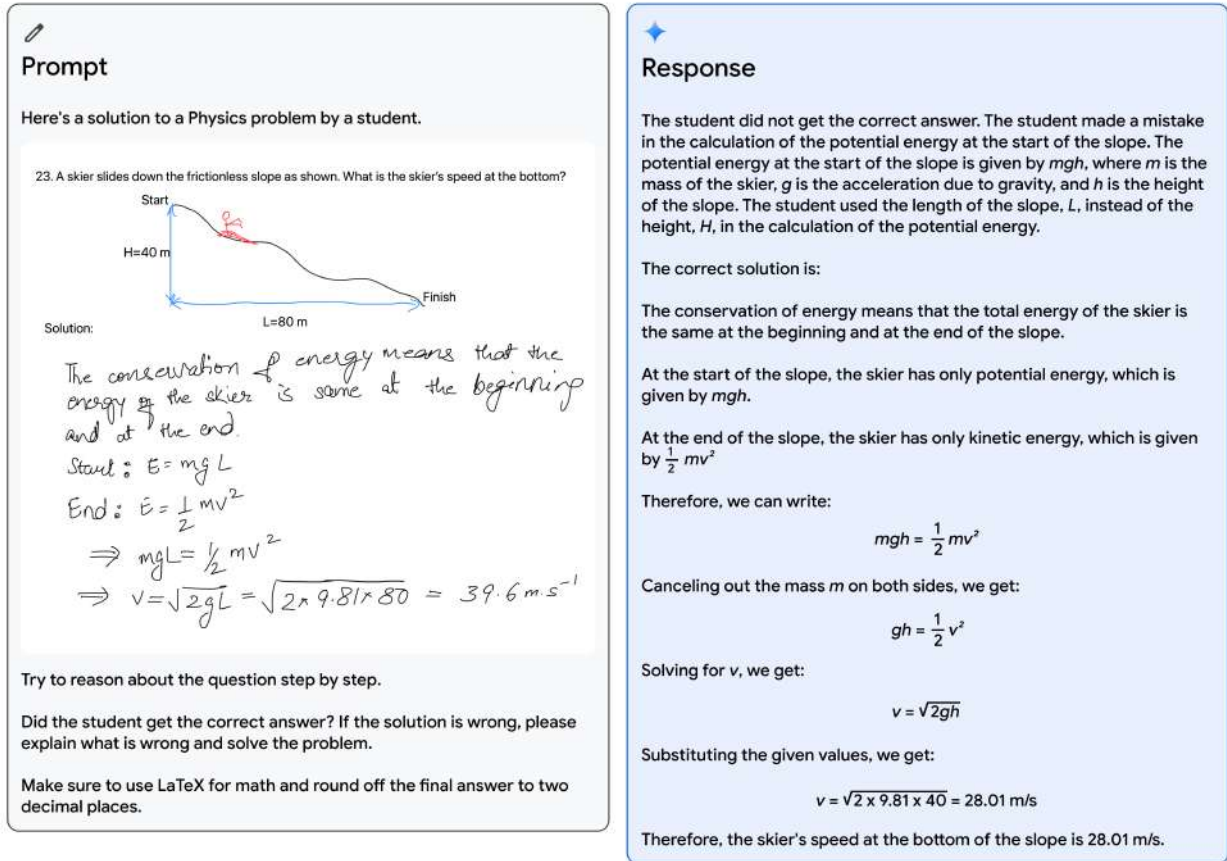 Prompt
Here's a solution to a Physics problem by a student.
23. A skier slides down the frictionless slope as shown. What is the skier's speed at the bottom?
Start
H=40 m
Finish
L=80 m
Solution:
The conservation of energy means that the
energy of the skier is same at the beginning
and at the end.
Start : E = mgL
End : E = 1/2 mv²
⇒ mgL = 1/2 mv²
⇒ v = √2gL = √2×9.81×80 = 39.6 m.s⁻¹
Try to reason about the question step by step.
Did the student get the correct answer? If the solution is wrong, please
explain what is wrong and solve the problem.
Make sure to use LaTeX for math and round off the final answer to two
decimal places.
Response
The student did not get the correct answer. The student made a mistake
in the calculation of the potential energy at the start of the slope. The
potential energy at the start of the slope is given by mgh, where m is the
mass of the skier, g is the acceleration due to gravity, and h is the height
of the slope. The student used the length of the slope, L, instead of the
height, H, in the calculation of the potential energy.
The correct solution is:
The conservation of energy means that the total energy of the skier is
the same at the beginning and at the end of the slope.
At the start of the slope, the skier has only potential energy, which is
given by mgh.
At the end of the slope, the skier has only kinetic energy, which is given
by 1/2 mv²
Therefore, we can write:
mgh = 1/2 mv²
Canceling out the mass m on both sides, we get:
gh = 1/2 v²
Solving for v, we get:
v = √2gh
Substituting the given values, we get:
v = √2 x 9.81 x 40 = 28.01 m/s
Therefore, the skier's speed at the bottom of the slope is 28.01 m/s.